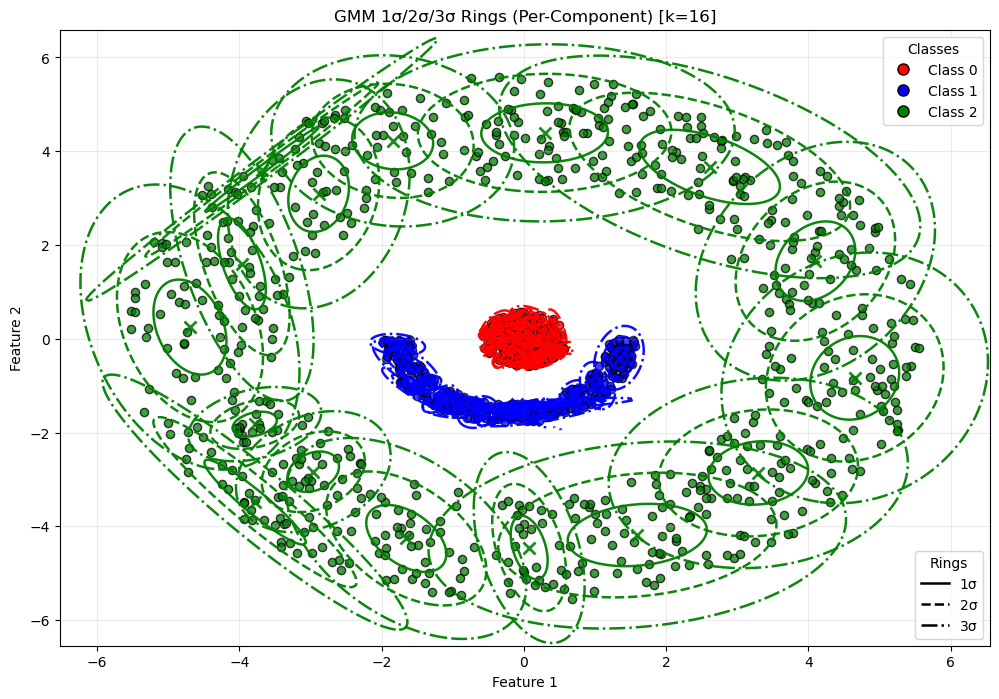 GMM 1σ/2σ/3σ Rings (Per-Component) [k=16]
Classes
Class 0
Class 1
Class 2
6
4
2
0
−2
−4
−6
Feature 2
Rings
1σ
2σ
3σ
−6
−4
−2
0
2
4
6
Feature 1